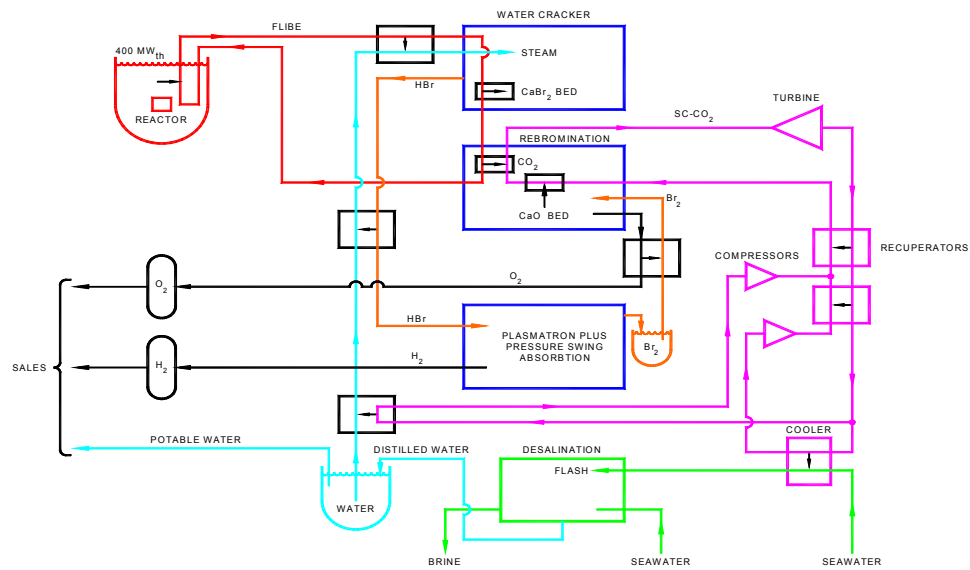 WATER CRACKER
FLIBE
400 MWth
STEAM
HBr
CaBr2 BED
REACTOR
TURBINE
SC-CO2
REBROMINATION
CO2
Br2
CaO BED
RECUPERATORS
COMPRESSORS
O2
O2
HBr
PLASMATRON PLUS
PRESSURE SWING
ABSORBTION
Br2
H2
H2
SALES
POTABLE WATER
DISTILLED WATER
DESALINATION
COOLER
FLASH
WATER
BRINE
SEAWATER
SEAWATER